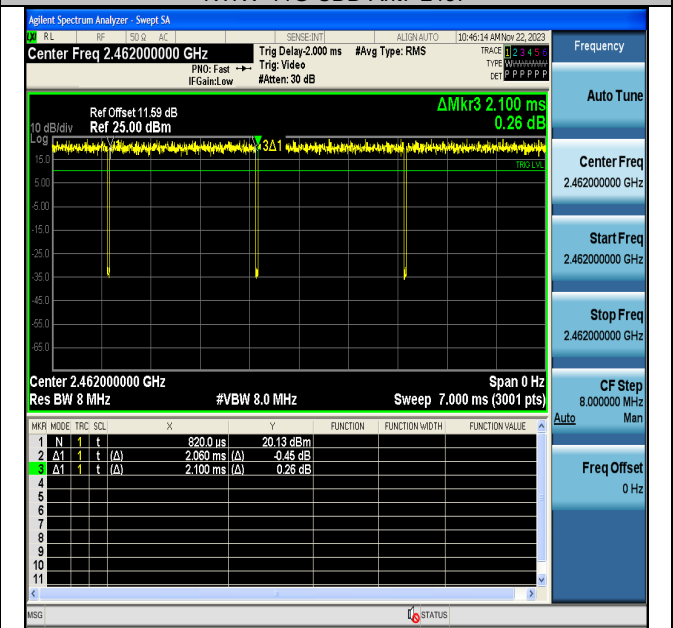 Agilent Spectrum Analyzer - Swept SA
RL RF 50 Ω AC SENSE:INT ALIGN AUTO 10:46:14 AM Nov 22, 2023
Center Freq 2.462000000 GHz Trig Delay-2.000 ms #Avg Type: RMS TRACE 1 2 3 4 5 6
PNO: Fast Trig: Video TYPE
IFGain:Low #Atten: 30 dB DET P P P P P P
Frequency
Auto Tune
Center Freq
2.462000000 GHz
Start Freq
2.462000000 GHz
Stop Freq
2.462000000 GHz
CF Step
8.000000 MHz
Auto Man
Freq Offset
0 Hz
ΔMkr3 2.100 ms
0.26 dB
Ref Offset 11.59 dB
10 dB/div Ref 25.00 dBm
Log
3Δ1
TRIG LVL
15.0
5.00
-5.00
-15.0
-25.0
-35.0
-45.0
-55.0
-65.0
Center 2.462000000 GHz Span 0 Hz
Res BW 8 MHz #VBW 8.0 MHz Sweep 7.000 ms (3001 pts)
MKR MODE TRC SCL X Y FUNCTION FUNCTION WIDTH FUNCTION VALUE
1 N 1 t 820.0 µs 20.13 dBm
2 Δ1 1 t (Δ) 2.060 ms (Δ) -0.45 dB
3 Δ1 1 t (Δ) 2.100 ms (Δ) 0.26 dB
4
5
6
7
8
9
10
11
MSG STATUS